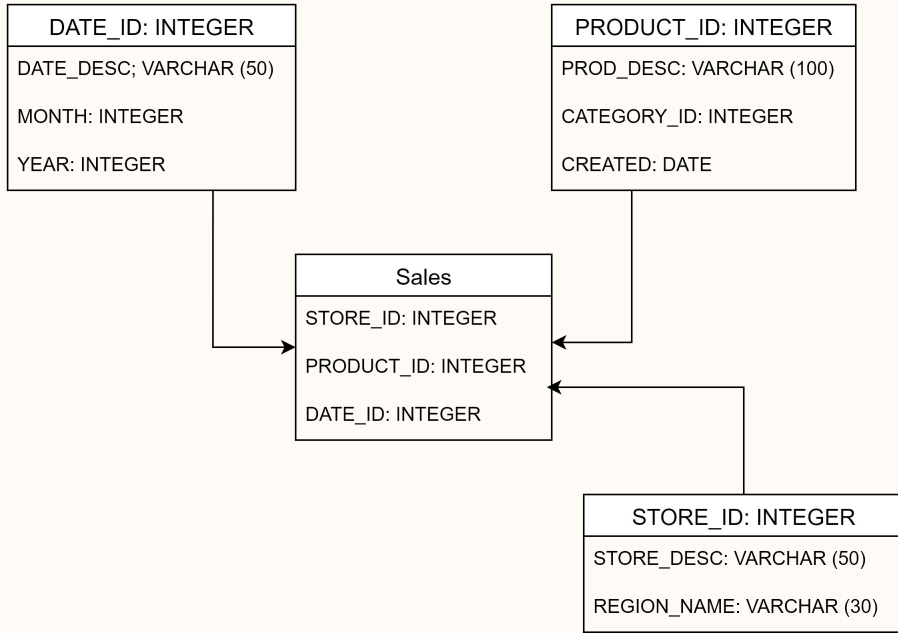 DATE_ID: INTEGER
DATE_DESC; VARCHAR (50)
MONTH: INTEGER
YEAR: INTEGER
PRODUCT_ID: INTEGER
PROD_DESC: VARCHAR (100)
CATEGORY_ID: INTEGER
CREATED: DATE
Sales
STORE_ID: INTEGER
PRODUCT_ID: INTEGER
DATE_ID: INTEGER
STORE_ID: INTEGER
STORE_DESC: VARCHAR (50)
REGION_NAME: VARCHAR (30)